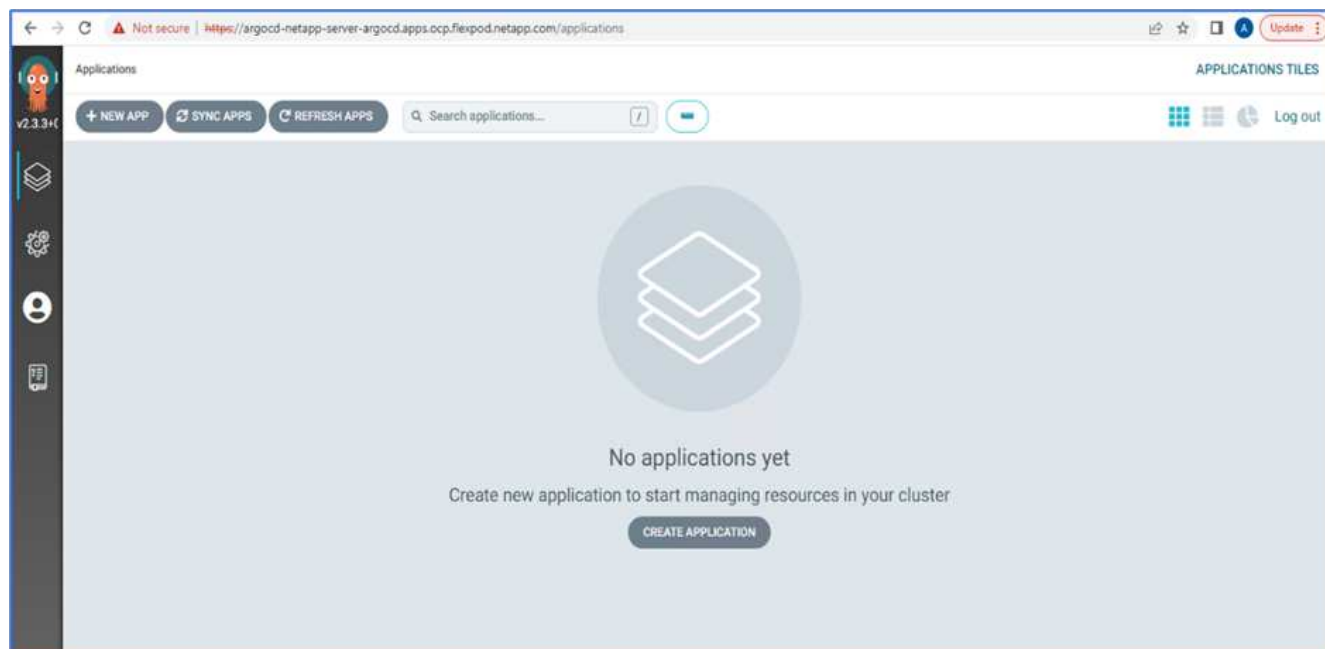 Not secure | https://argocd-netapp-server-argocd.apps.ocp.flexpod.netapp.com/applications
A
Update
Applications
APPLICATIONS TILES
v2.3.3+(
+ NEW APP
SYNC APPS
REFRESH APPS
Search applications...
/
Log out
No applications yet
Create new application to start managing resources in your cluster
CREATE APPLICATION